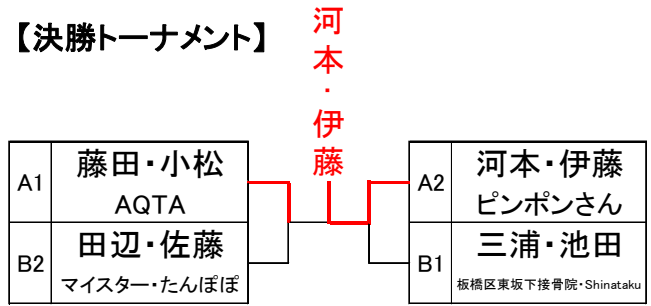 【決勝トーナメント】
河本・伊藤
A1
藤田・小松
AQTA
B2
田辺・佐藤
マイスター・たんぽぽ
A2
河本・伊藤
ピンポンさん
B1
三浦・池田
板橋区東坂下接骨院・Shinataku